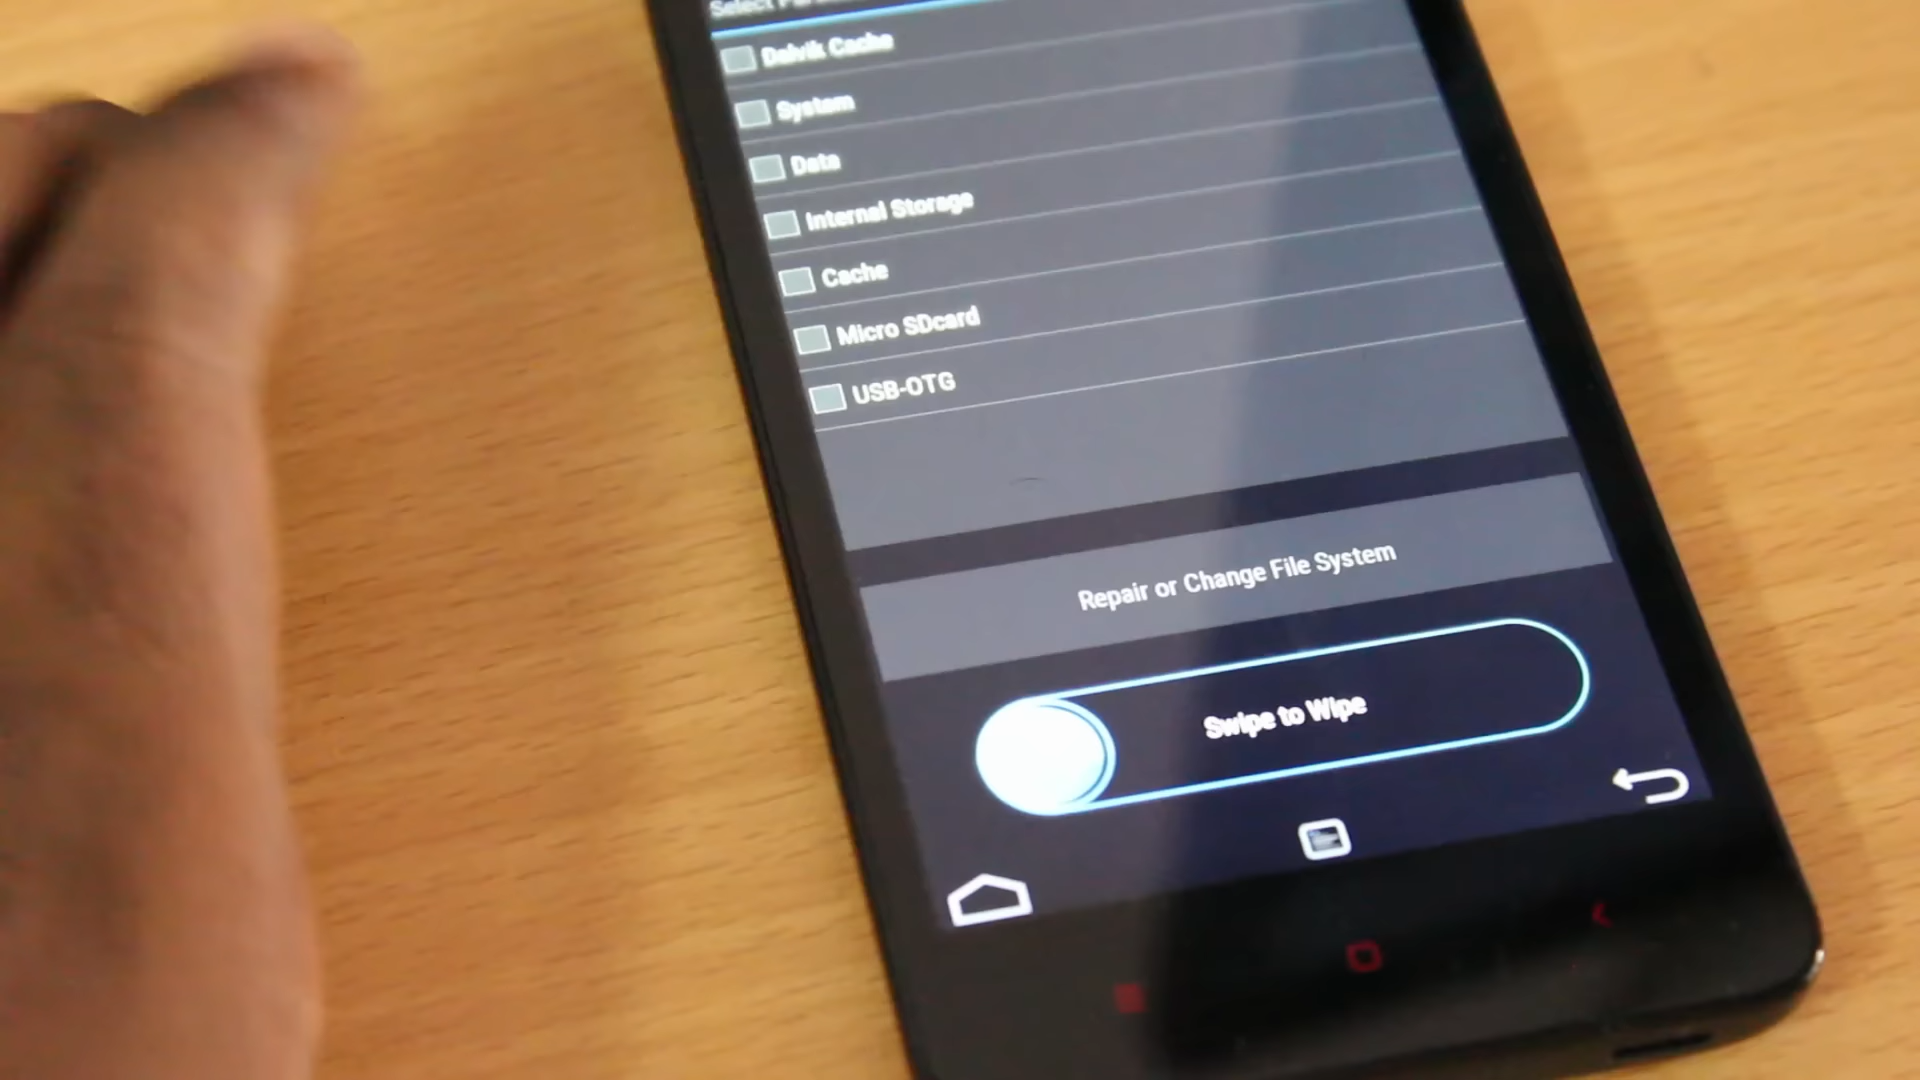 Select
Dalvik Cache
System
Data
Internal Storage
Cache
Micro SDcard
USB-OTG
Repair or Change File System
Swipe to Wipe